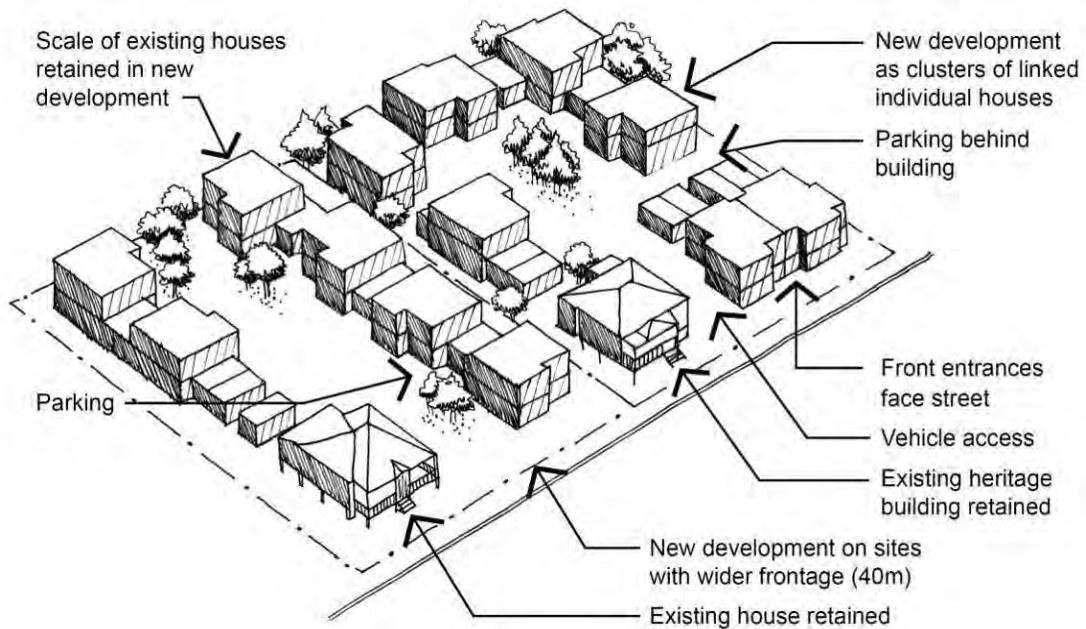 Scale of existing houses
retained in new
development
New development
as clusters of linked
individual houses
Parking behind
building
Parking
Front entrances
face street
Vehicle access
Existing heritage
building retained
New development on sites
with wider frontage (40m)
Existing house retained